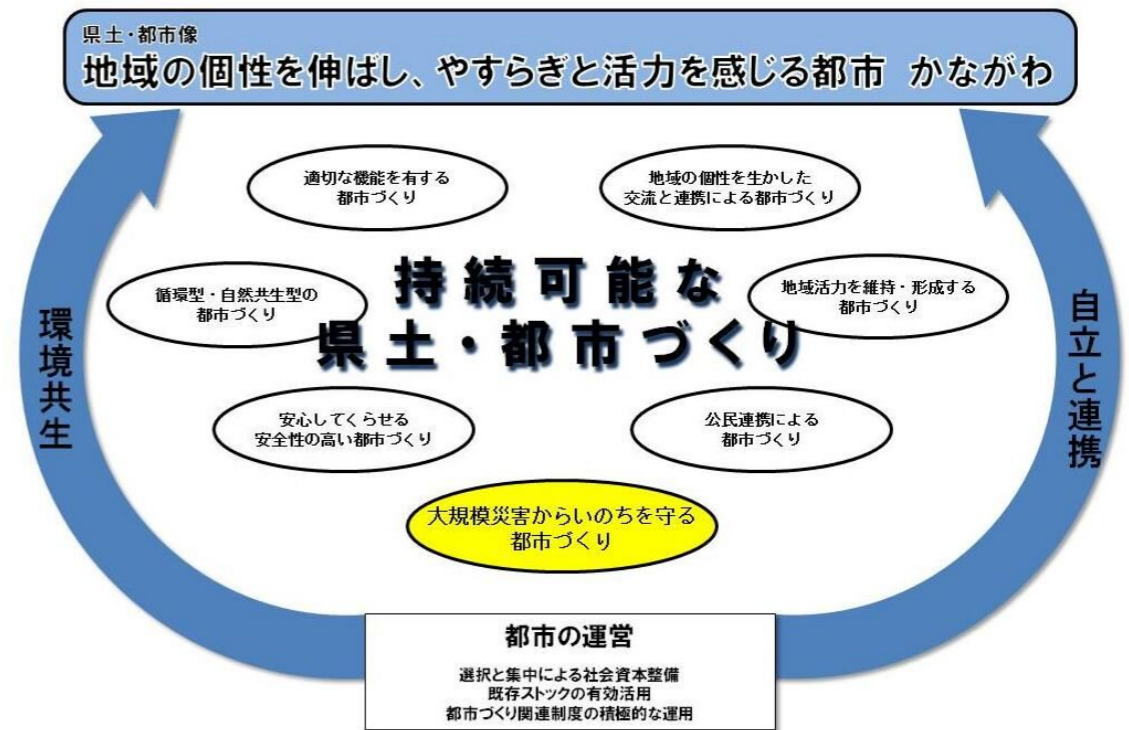 県土・都市像
地域の個性を伸ばし、やすらぎと活力を感じる都市 かながわ
適切な機能を有する
都市づくり
地域の個性を生かした
交流と連携による都市づくり
循環型・自然共生型の
都市づくり
持続可能な
県土・都市づくり
地域活力を維持・形成する
都市づくり
環境共生
自立と連携
安心してくらせる
安全性の高い都市づくり
公民連携による
都市づくり
大規模災害からいのちを守る
都市づくり
都市の運営
選択と集中による社会資本整備
既存ストックの有効活用
都市づくり関連制度の積極的な運用